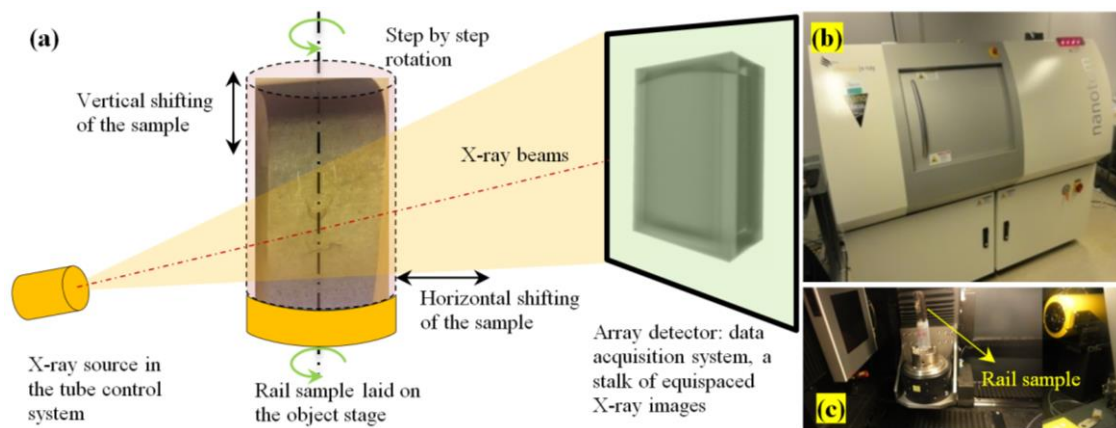 (a)
Step by step
rotation
Vertical shifting
of the sample
X-ray beams
Horizontal shifting
of the sample
X-ray source in
the tube control
system
Rail sample laid on
the object stage
Array detector: data
acquisition system, a
stalk of equispaced
X-ray images
(b)
nanotom
Rail sample
(c)